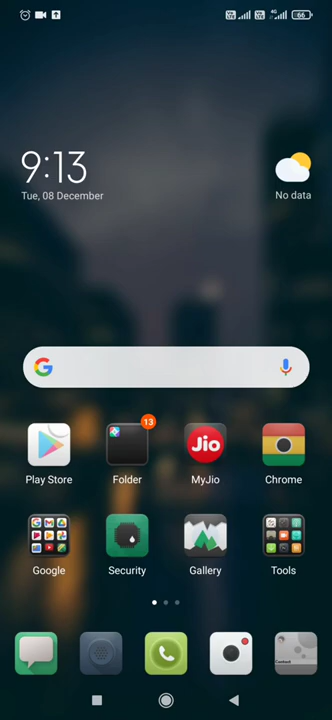 66
9:13
Tue, 08 December
No data
13
Jio
Play Store
Folder
MyJio
Chrome
Google
Security
Gallery
Tools